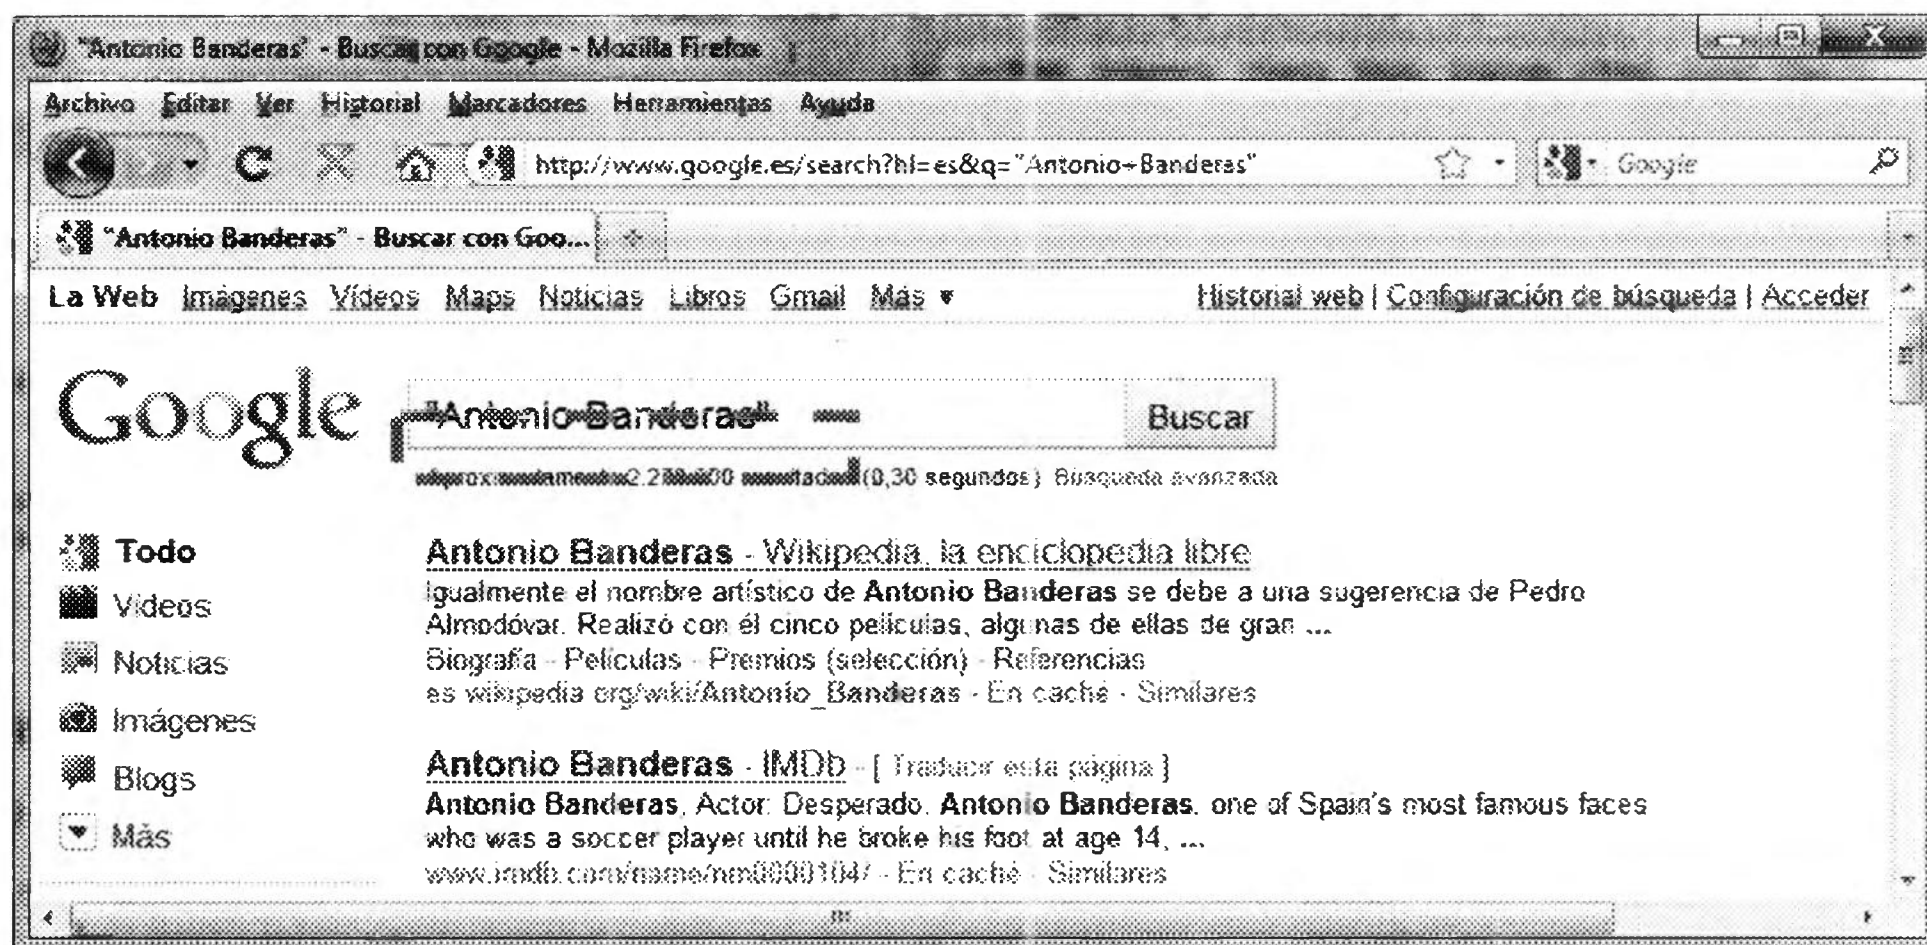 "Antonio Banderas" - Buscar con Google - Mozilla Firefox
Archivo Editar Ver Historial Marcadores Herramientas Ayuda
http://www.google.es/search?hl=es&q="Antonio+Banderas" Google
"Antonio Banderas" - Buscar con Goo...
La Web Imágenes Vídeos Maps Noticias Libros Gmail Más Historial web | Configuración de búsqueda | Acceder
Google "Antonio Banderas" Buscar
(0,30 segundos) Búsqueda avanzada
Todo
Vídeos
Noticias
Imágenes
Blogs
Más
Antonio Banderas - Wikipedia, la enciclopedia libre
Igualmente el nombre artístico de Antonio Banderas se debe a una sugerencia de Pedro
Almodóvar. Realizó con él cinco películas, algunas de ellas de gran ...
Biografía - Películas - Premios (selección) - Referencias
es.wikipedia.org/wiki/Antonio_Banderas - En caché - Similares
Antonio Banderas - IMDb - [ Traducir esta página ]
Antonio Banderas, Actor: Desperado. Antonio Banderas, one of Spain's most famous faces
who was a soccer player until he broke his foot at age 14, ...
www.imdb.com/name/nm0000104/ - En caché - Similares